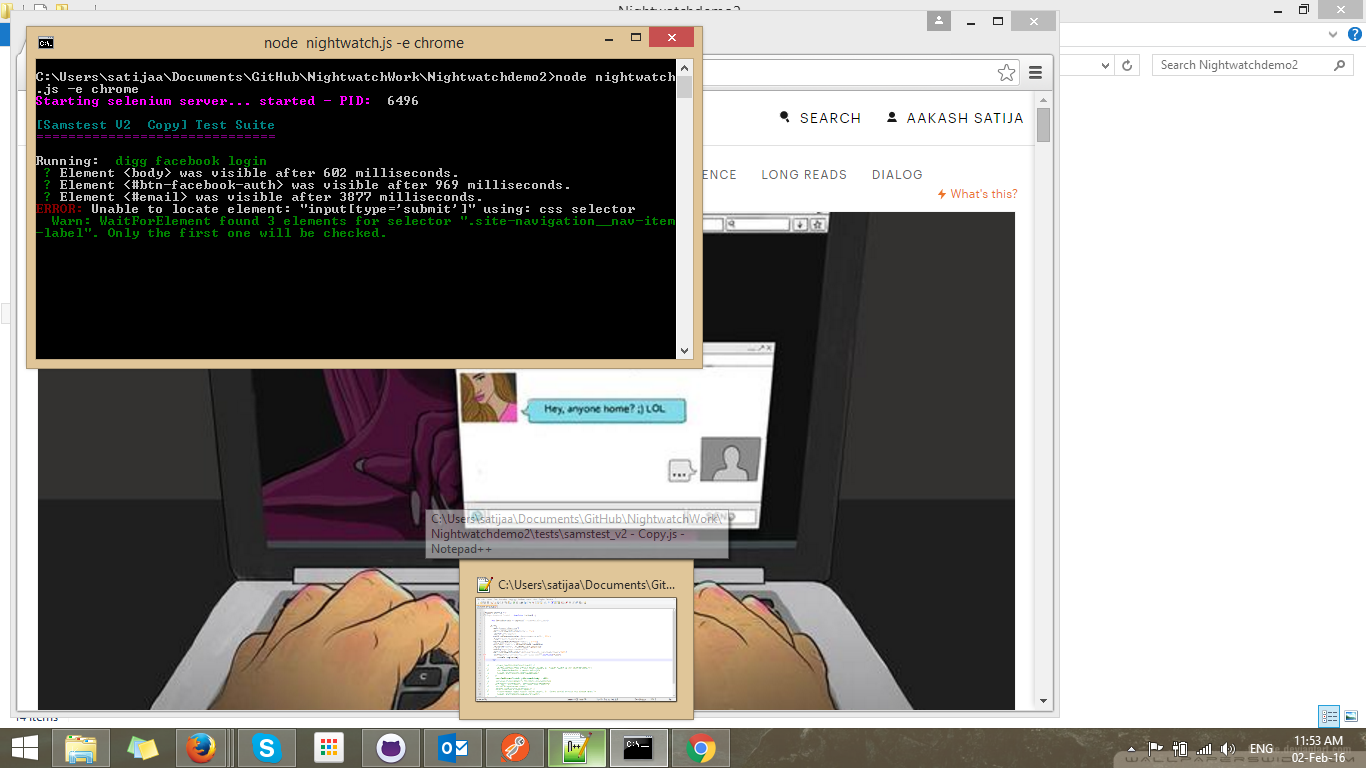 Nightwatchdemo2
node nightwatch.js -e chrome
C:\Users\satijaa\Documents\GitHub\NightwatchWork\Nightwatchdemo2>node nightwatch
.js -e chrome
Starting selenium server... started - PID:  6496
[Samstest V2  Copy] Test Suite
==============================
Running:  digg facebook login
? Element <body> was visible after 602 milliseconds.
? Element <#btn-facebook-auth> was visible after 969 milliseconds.
? Element <#email> was visible after 3877 milliseconds.
ERROR: Unable to locate element: "input[type='submit']" using: css selector
Warn: WaitForElement found 3 elements for selector ".site-navigation__nav-item
-label". Only the first one will be checked.
Search Nightwatchdemo2
SEARCH
AAKASH SATIJA
ENCE
LONG READS
DIALOG
What's this?
Hey, anyone home? ;) LOL
...
SEND
C
C:\Users\satijaa\Documents\GitHub\NightwatchWork\
Nightwatchdemo2\tests\samstest_v2 - Copy.js -
Notepad++
C:\Users\satijaa\Documents\Git...
14 items
ENG
11:53 AM
02-Feb-16